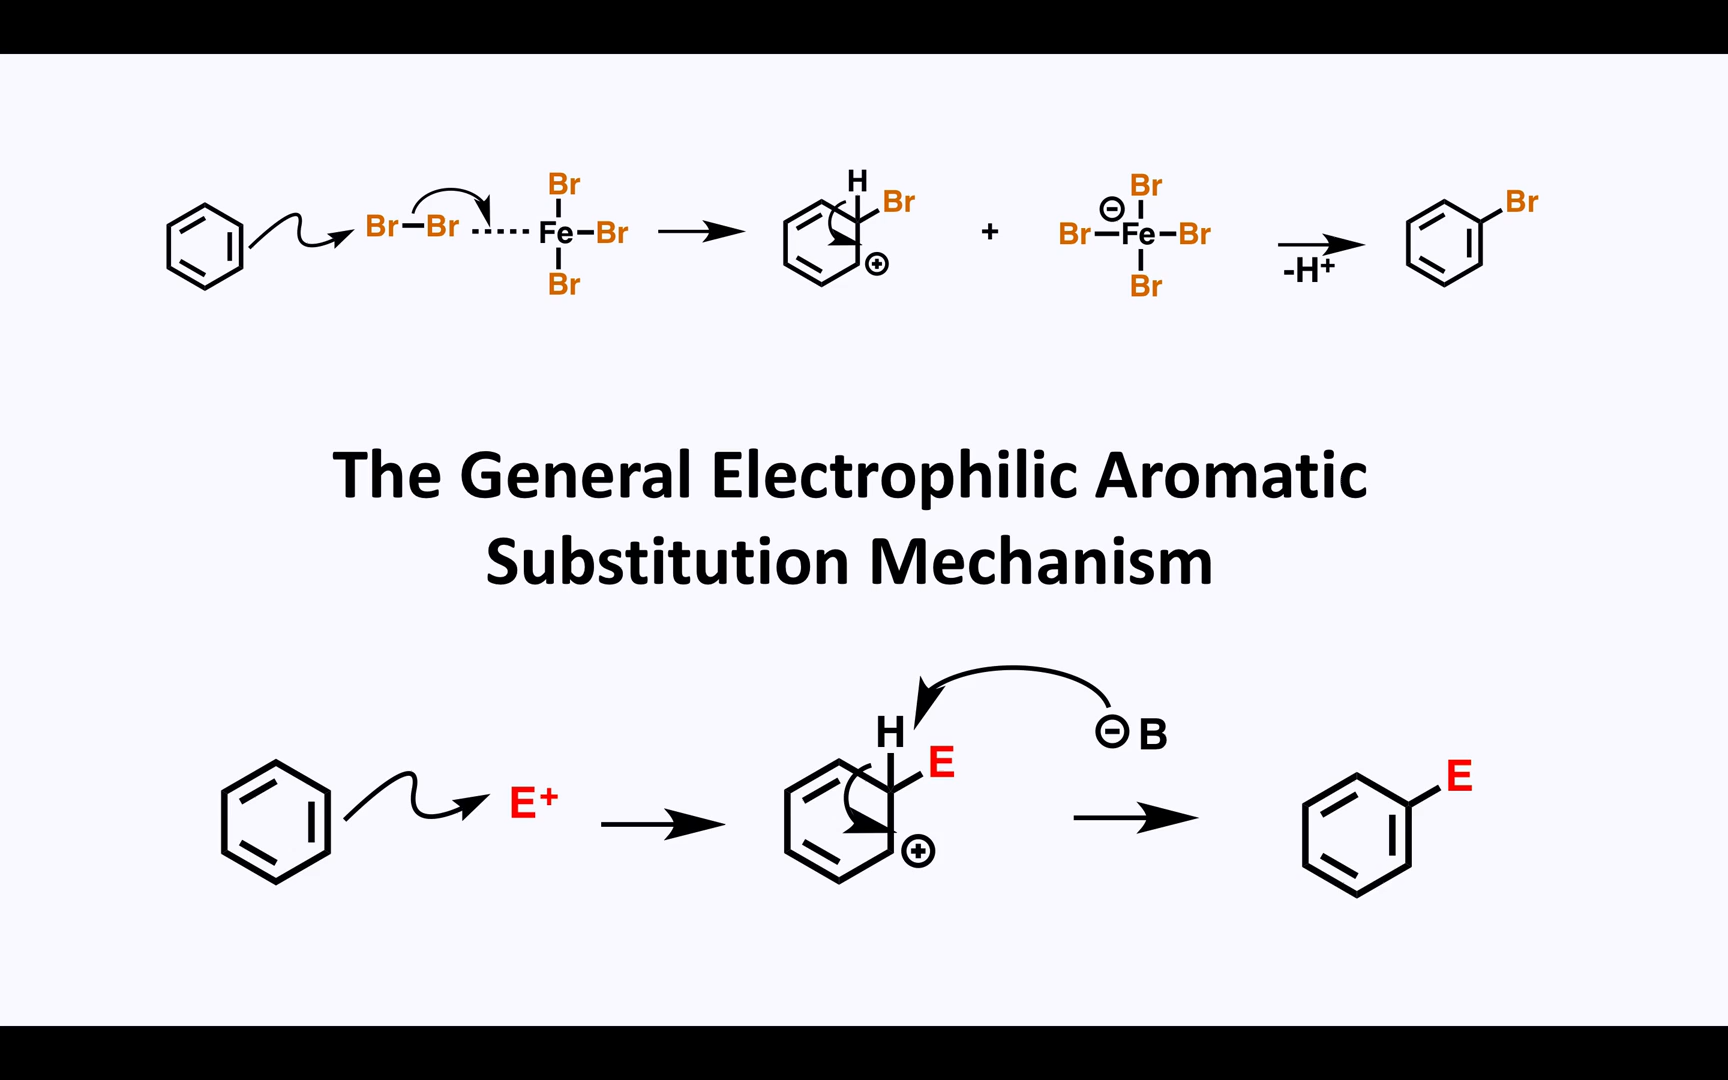 Br
H
Br
Br
Br–Br Fe–Br
Br–Fe–Br
Br
+
⊖
⊕
Br
Br
-H+
The General Electrophilic Aromatic
Substitution Mechanism
H
⊖ B
E
E
E+
⊕